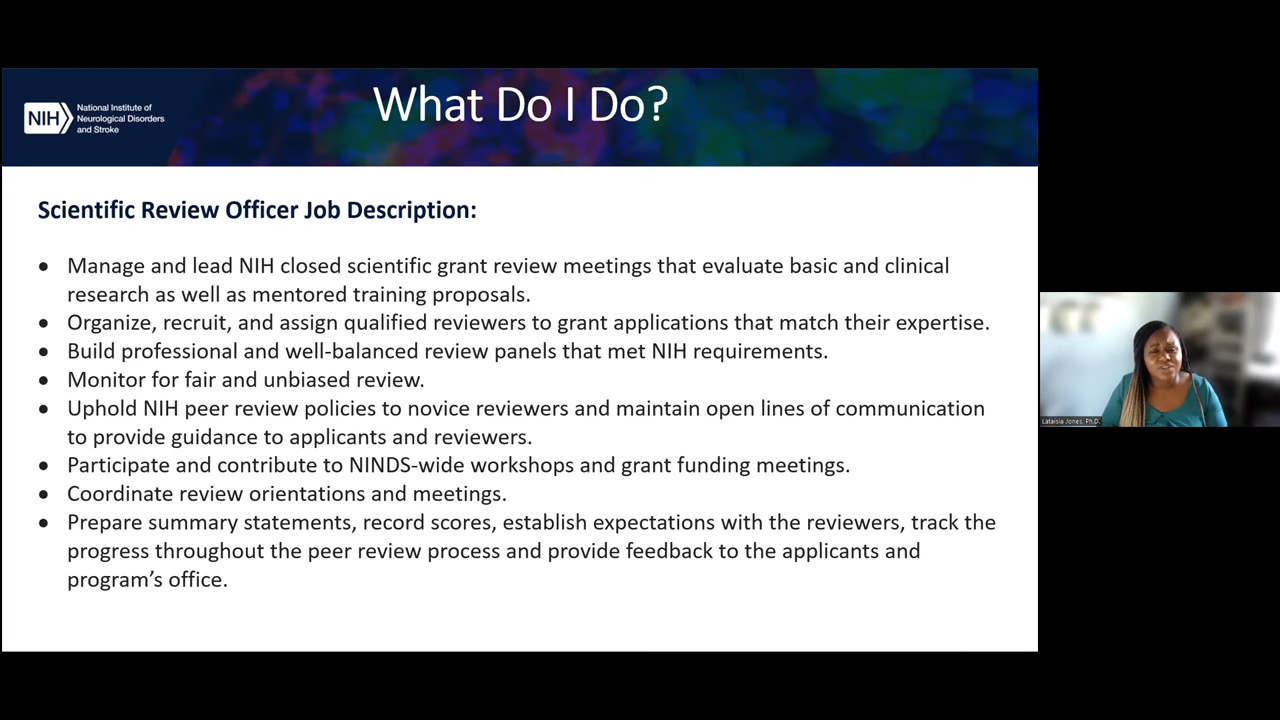 What Do I Do?
NIH
National Institute of
Neurological Disorders
and Stroke
Scientific Review Officer Job Description:
● Manage and lead NIH closed scientific grant review meetings that evaluate basic and clinical
research as well as mentored training proposals.
● Organize, recruit, and assign qualified reviewers to grant applications that match their expertise.
● Build professional and well-balanced review panels that met NIH requirements.
● Monitor for fair and unbiased review.
● Uphold NIH peer review policies to novice reviewers and maintain open lines of communication
to provide guidance to applicants and reviewers.
● Participate and contribute to NINDS-wide workshops and grant funding meetings.
● Coordinate review orientations and meetings.
● Prepare summary statements, record scores, establish expectations with the reviewers, track the
progress throughout the peer review process and provide feedback to the applicants and
program’s office.
Lataisia Jones, Ph.D.